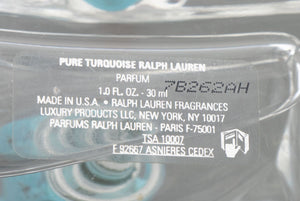 PURE TURQUOISE RALPH LAUREN
PARFUM
1.0 FL. OZ. - 30 ml 7B262AH
MADE IN U.S.A. • RALPH LAUREN FRAGRANCES
LUXURY PRODUCTS LLC, NEW YORK, NY 10017
PARFUMS RALPH LAUREN - PARIS F-75001
TSA 10007
F 92667 ASNIERES CEDEX